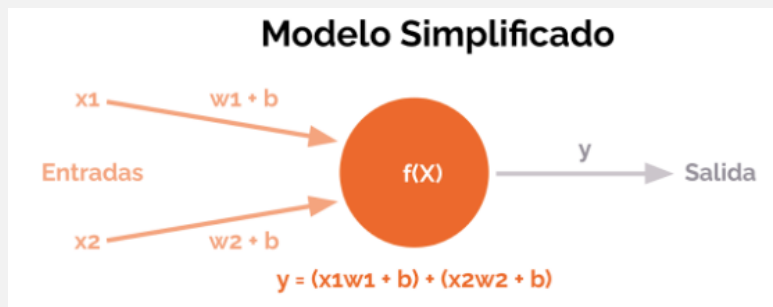 Modelo Simplificado
x1
w1 + b
Entradas
f(X)
y
Salida
x2
w2 + b
y = (x1w1 + b) + (x2w2 + b)